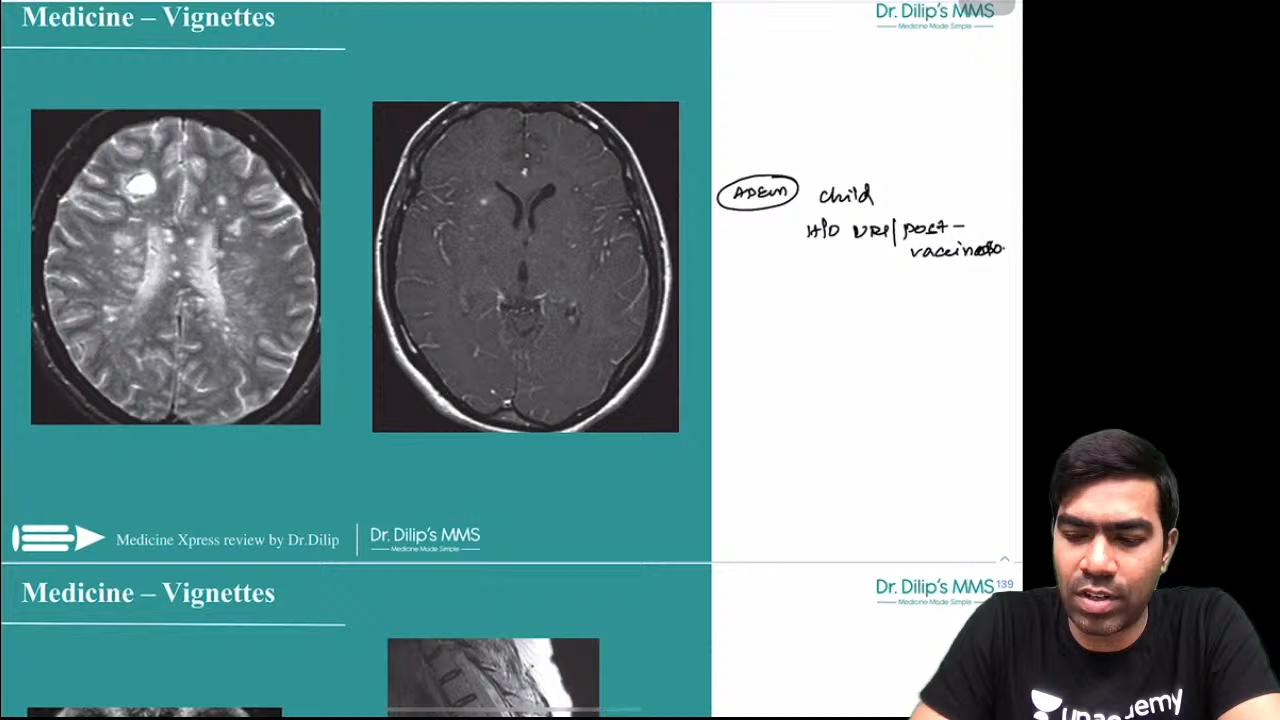 Medicine – Vignettes
Dr. Dilip's MMS
Medicine Made Simple
ADEM child
H/O URI/post-
vaccination
Medicine Xpress review by Dr.Dilip
Dr. Dilip's MMS
Medicine Made Simple
Medicine – Vignettes
Dr. Dilip's MMS
Medicine Made Simple
139
unacademy